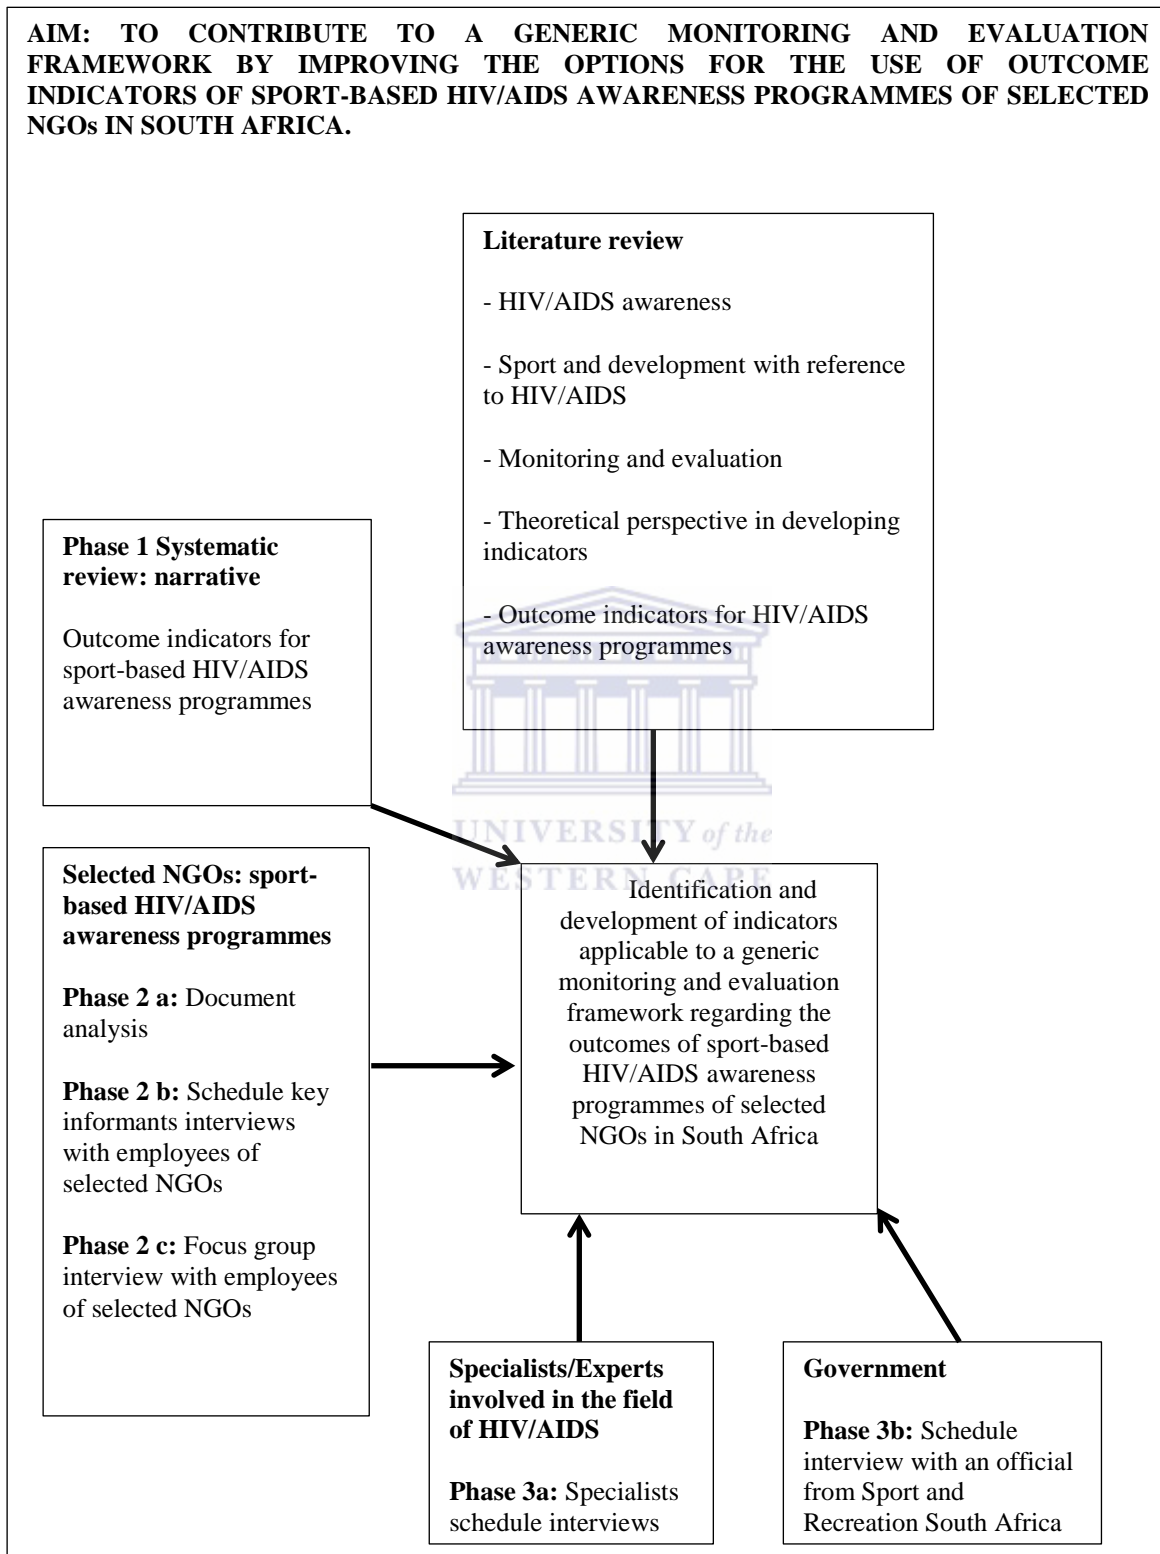 AIM: TO CONTRIBUTE TO A GENERIC MONITORING AND EVALUATION
FRAMEWORK BY IMPROVING THE OPTIONS FOR THE USE OF OUTCOME
INDICATORS OF SPORT-BASED HIV/AIDS AWARENESS PROGRAMMES OF SELECTED
NGOs IN SOUTH AFRICA.
Literature review
- HIV/AIDS awareness
- Sport and development with reference
to HIV/AIDS
- Monitoring and evaluation
- Theoretical perspective in developing
indicators
- Outcome indicators for HIV/AIDS
awareness programmes
Phase 1 Systematic
review: narrative
Outcome indicators for
sport-based HIV/AIDS
awareness programmes
UNIVERSITY of the
WESTERN CAPE
Selected NGOs: sport-
based HIV/AIDS
awareness programmes
Phase 2 a: Document
analysis
Phase 2 b: Schedule key
informants interviews
with employees of
selected NGOs
Phase 2 c: Focus group
interview with employees
of selected NGOs
Identification and
development of indicators
applicable to a generic
monitoring and evaluation
framework regarding the
outcomes of sport-based
HIV/AIDS awareness
programmes of selected
NGOs in South Africa
Specialists/Experts
involved in the field
of HIV/AIDS
Phase 3a: Specialists
schedule interviews
Government
Phase 3b: Schedule
interview with an official
from Sport and
Recreation South Africa